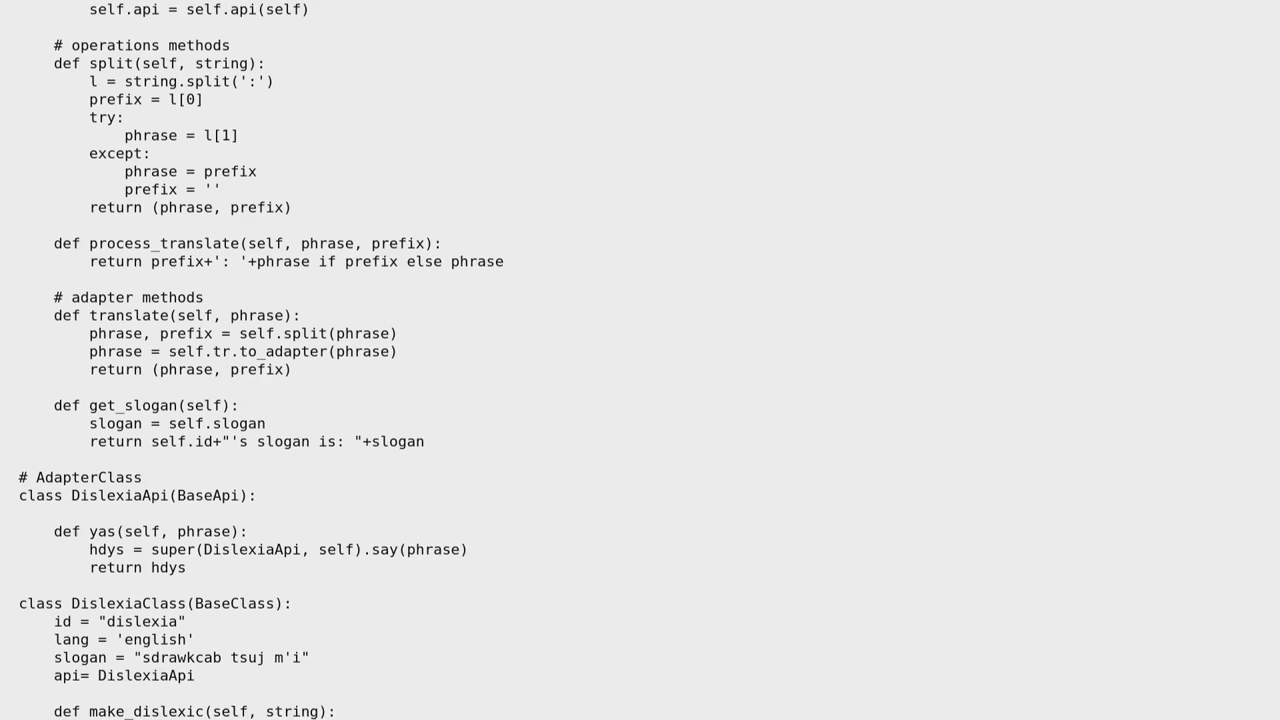 self.api = self.api(self)
# operations methods
def split(self, string):
l = string.split(':')
prefix = l[0]
try:
phrase = l[1]
except:
phrase = prefix
prefix = ''
return (phrase, prefix)
def process_translate(self, phrase, prefix):
return prefix+': '+phrase if prefix else phrase
# adapter methods
def translate(self, phrase):
phrase, prefix = self.split(phrase)
phrase = self.tr.to_adapter(phrase)
return (phrase, prefix)
def get_slogan(self):
slogan = self.slogan
return self.id+"'s slogan is: "+slogan
# AdapterClass
class DislexiaApi(BaseApi):
def yas(self, phrase):
hdys = super(DislexiaApi, self).say(phrase)
return hdys
class DislexiaClass(BaseClass):
id = "dislexia"
lang = 'english'
slogan = "sdrawkcab tsuj m'i"
api= DislexiaApi
def make_dislexic(self, string):